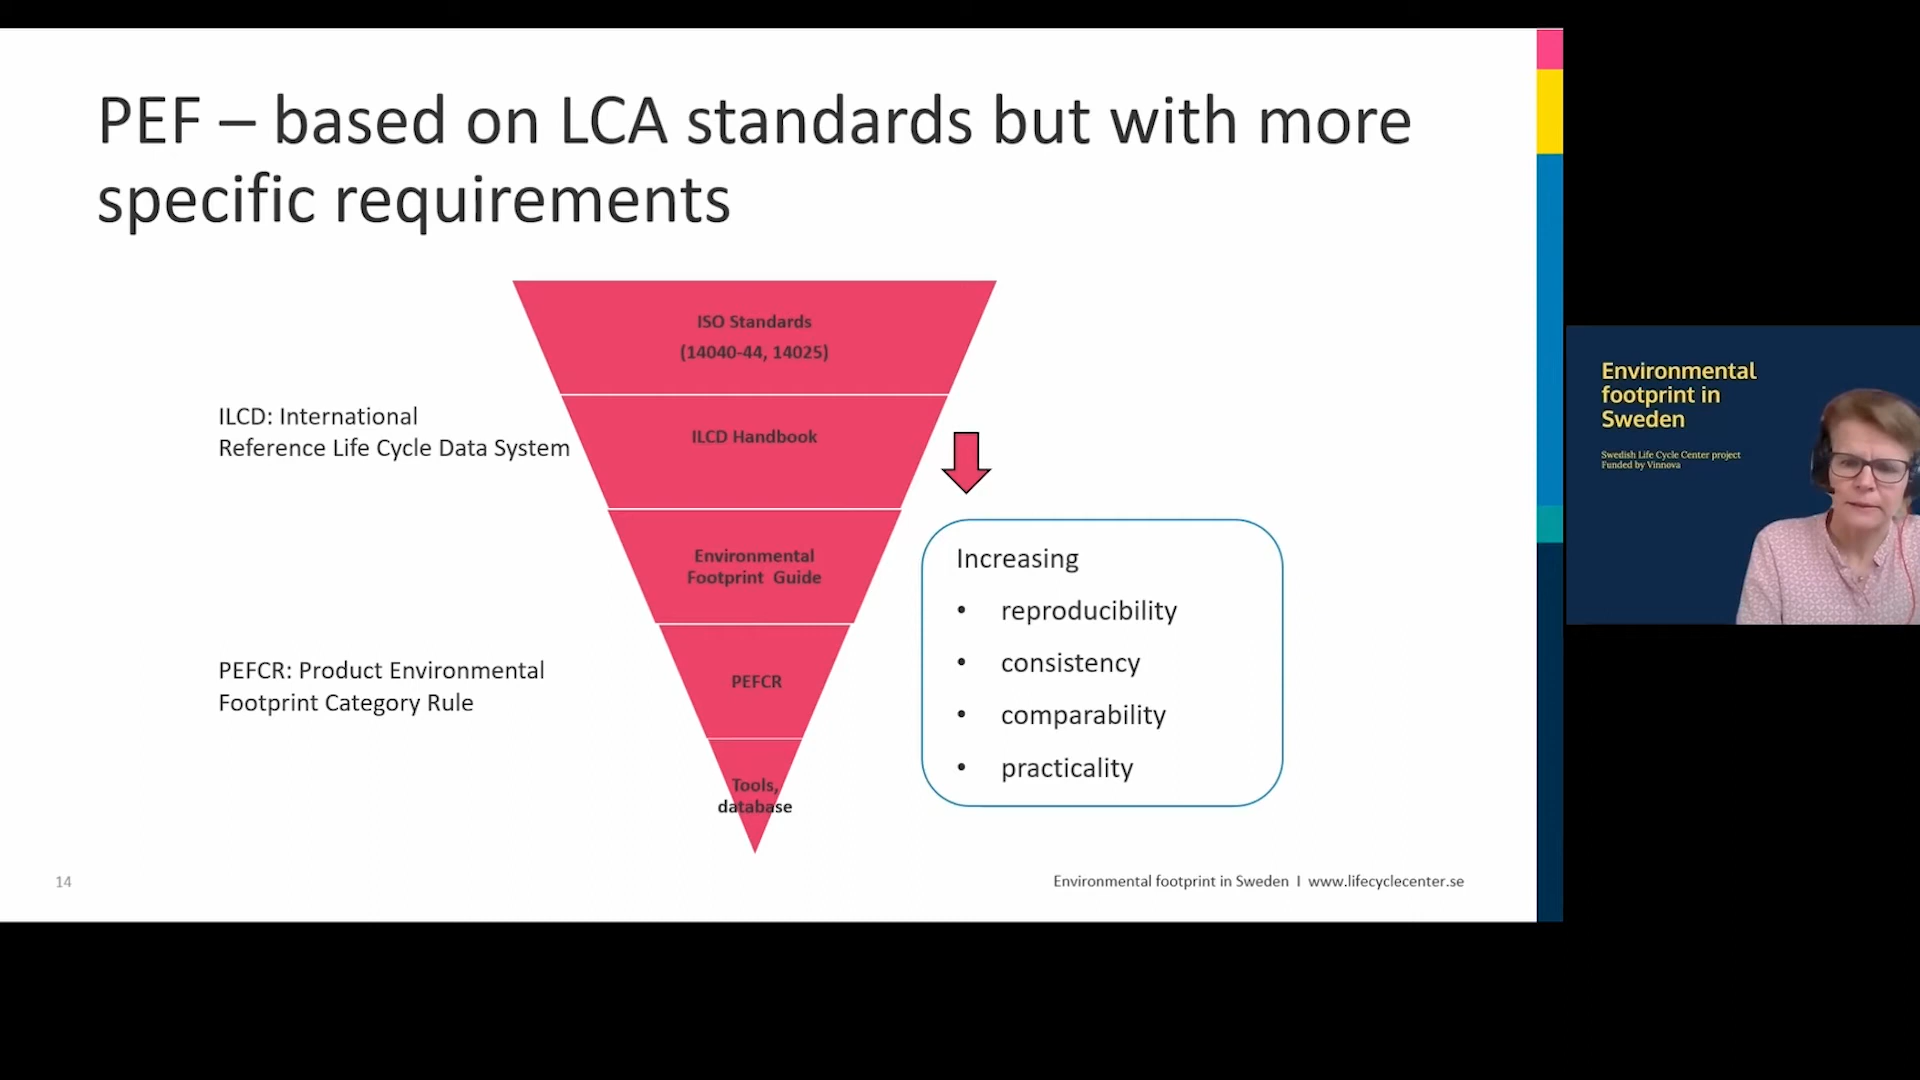 PEF – based on LCA standards but with more
specific requirements
ISO Standards
(14040-44, 14025)
ILCD: International
Reference Life Cycle Data System
ILCD Handbook
Environmental
Footprint Guide
PEFCR: Product Environmental
Footprint Category Rule
PEFCR
Tools,
database
Increasing
• reproducibility
• consistency
• comparability
• practicality
14
Environmental footprint in Sweden I www.lifecyclecenter.se
Environmental
footprint in
Sweden
Swedish Life Cycle Center project
Funded by Vinnova